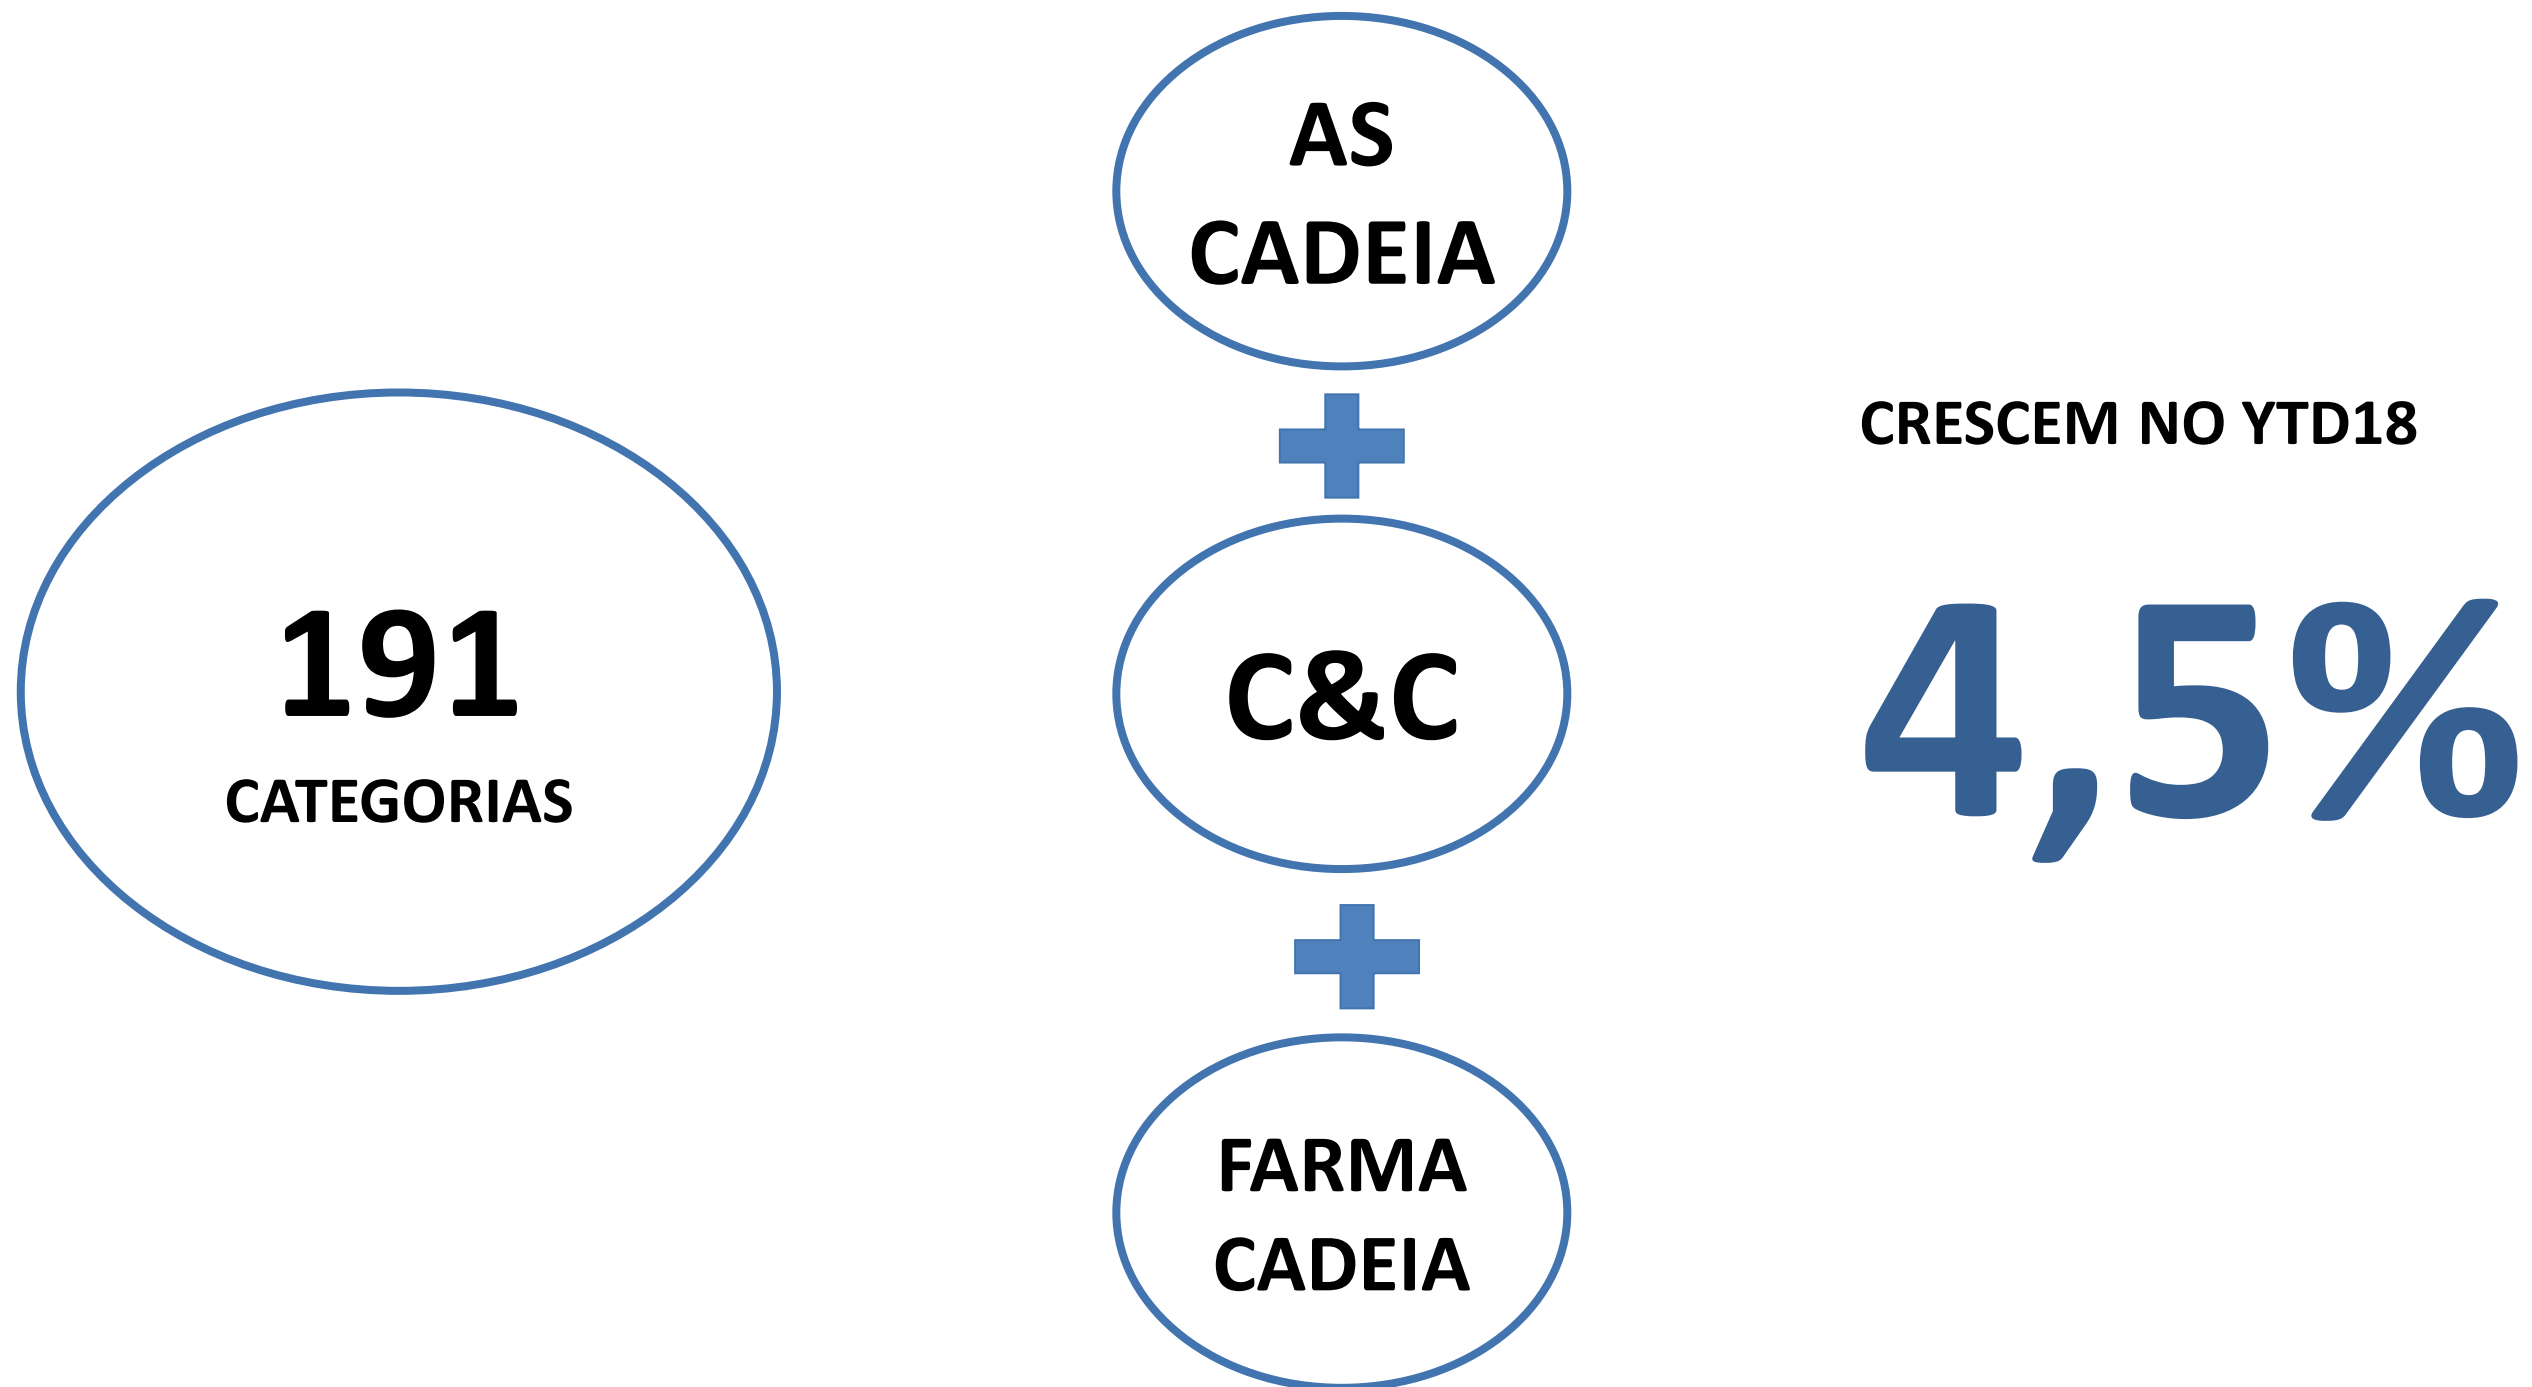 191
CATEGORIAS
AS
CADEIA
C&C
FARMA
CADEIA
CRESCEM NO YTD18
4,5%